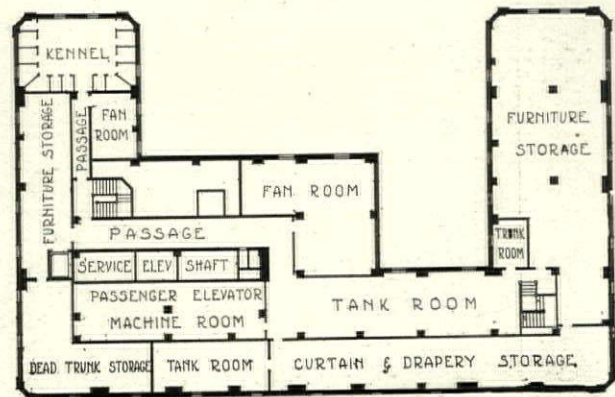 KENNEL
FAN
ROOM
PASSAGE
FURNITURE STORAGE
FURNITURE
STORAGE
FAN ROOM
PASSAGE
TRUNK
ROOM
SERVICE ELEV SHAFT
PASSENGER ELEVATOR
MACHINE ROOM
TANK ROOM
DEAD TRUNK STORAGE
TANK ROOM
CURTAIN & DRAPERY STORAGE